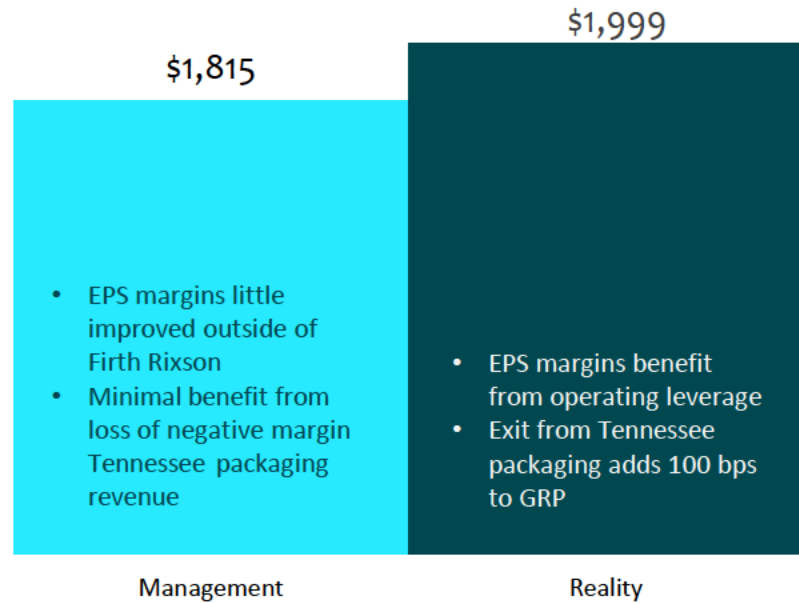 $1,999
$1,815
• EPS margins little
improved outside of
Firth Rixson
• Minimal benefit from
loss of negative margin
Tennessee packaging
revenue
• EPS margins benefit
from operating leverage
• Exit from Tennessee
packaging adds 100 bps
to GRP
Management
Reality